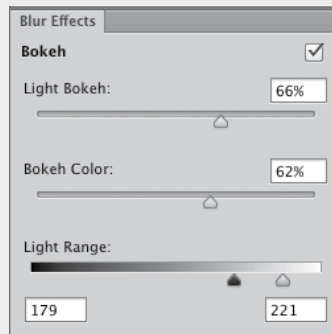 Blur Effects
Bokeh
Light Bokeh: 66%
Bokeh Color: 62%
Light Range:
179 221